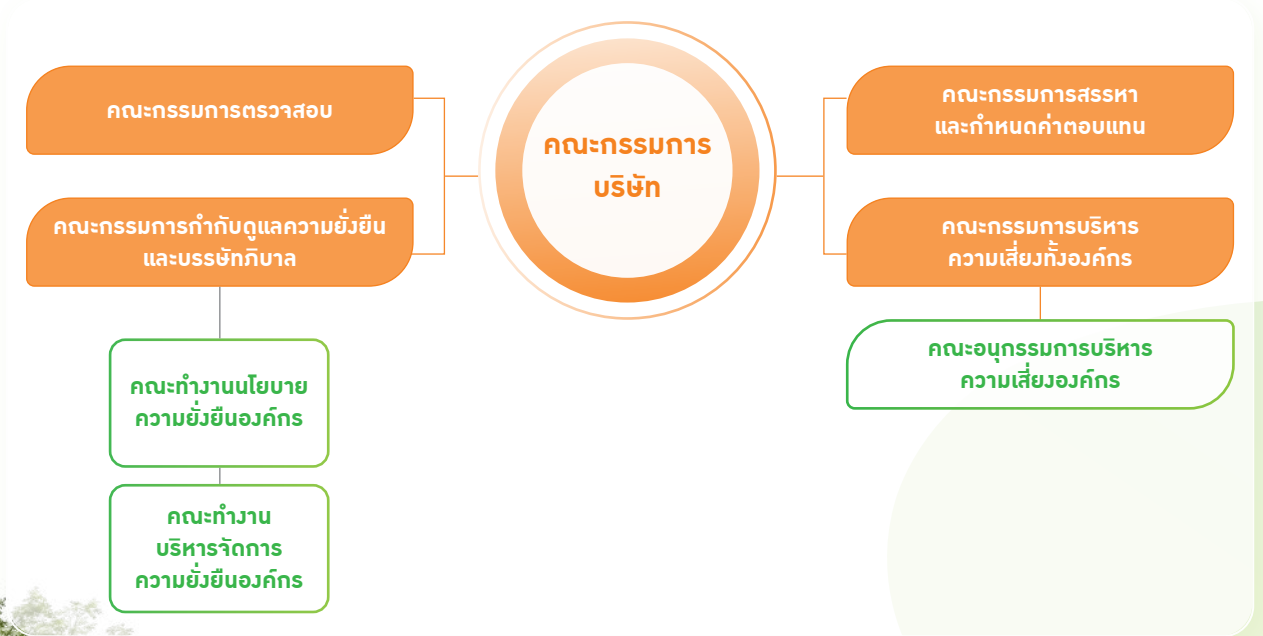 คณะกรรมการ
บริษัท
คณะกรรมการตรวจสอบ
คณะกรรมการกำกับดูแลความยั่งยืน
และบรรษัทภิบาล
คณะทำงานนโยบาย
ความยั่งยืนองค์กร
คณะทำงาน
บริหารจัดการ
ความยั่งยืนองค์กร
คณะกรรมการสรรหา
และกำหนดค่าตอบแทน
คณะกรรมการบริหาร
ความเสี่ยงทั้งองค์กร
คณะอนุกรรมการบริหาร
ความเสี่ยงองค์กร